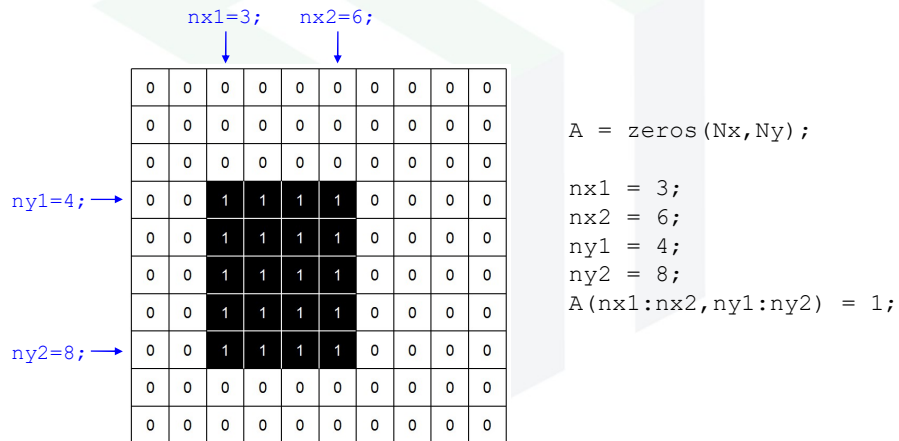 nx1=3; nx2=6;
0 0 0 0 0 0 0 0 0 0
0 0 0 0 0 0 0 0 0 0
0 0 0 0 0 0 0 0 0 0
ny1=4; 0 0 1 1 1 1 0 0 0 0
0 0 1 1 1 1 0 0 0 0
0 0 1 1 1 1 0 0 0 0
0 0 1 1 1 1 0 0 0 0
ny2=8; 0 0 1 1 1 1 0 0 0 0
0 0 0 0 0 0 0 0 0 0
0 0 0 0 0 0 0 0 0 0
A = zeros(Nx,Ny);
nx1 = 3;
nx2 = 6;
ny1 = 4;
ny2 = 8;
A(nx1:nx2,ny1:ny2) = 1;